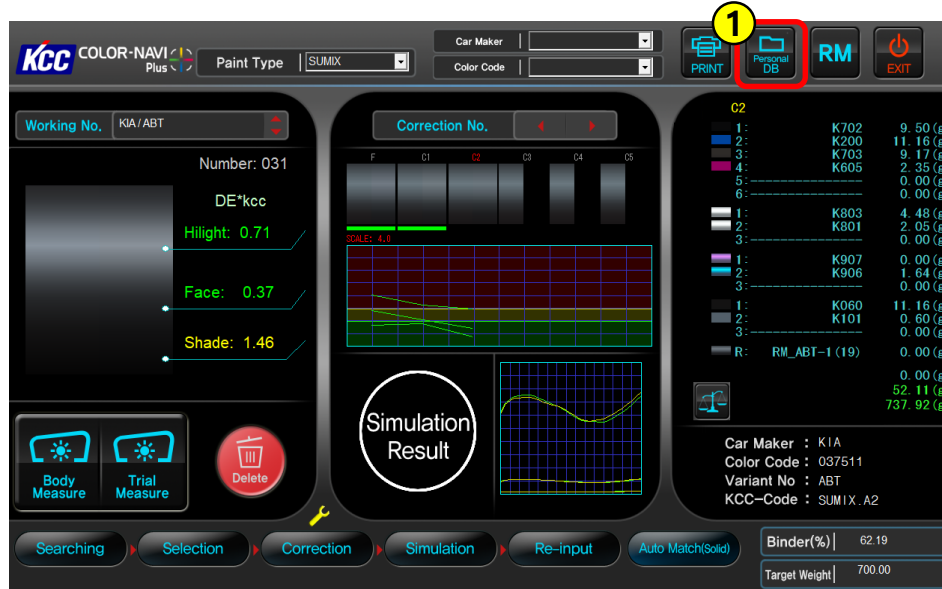 1
KCC COLOR-NAVI Plus
Paint Type SUMIX
Car Maker
Color Code
PRINT
Personal DB
RM
EXIT
Working No. KIA/ABT
Number: 031
DE*kcc
Hilight: 0.71
Face: 0.37
Shade: 1.46
Body Measure
Trial Measure
Delete
Correction No.
F C1 C2 C3 C4 C5
SCALE: 4.0
Simulation
Result
C2
1: K702 9.50(g
2: K200 11.16(g
3: K703 9.17(g
4: K605 2.35(g
5:---------------- 0.00(g
6:---------------- 0.00(g
1: K803 4.48(g
2: K801 2.05(g
3:---------------- 0.00(g
1: K907 0.00(g
2: K906 1.64(g
3:---------------- 0.00(g
1: K060 11.16(g
2: K101 0.60(g
3:---------------- 0.00(g
R: RM_ABT-1(19) 0.00(g
0.00(g
52.11(g
737.92(g
Car Maker : KIA
Color Code : 037511
Variant No : ABT
KCC-Code : SUMIX.A2
Searching
Selection
Correction
Simulation
Re-input
Auto Match(Solid)
Binder(%) 62.19
Target Weight 700.00